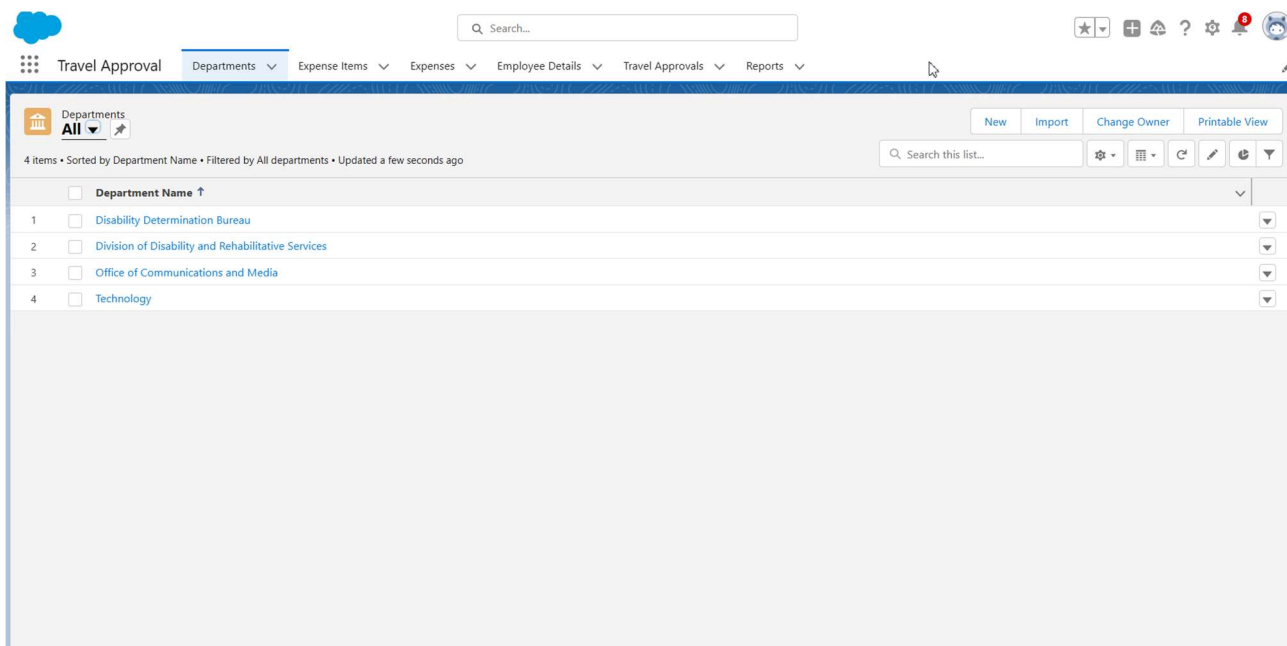 Search...
8
Travel Approval Departments Expense Items Expenses Employee Details Travel Approvals Reports
Departments
All
New Import Change Owner Printable View
4 items • Sorted by Department Name • Filtered by All departments • Updated a few seconds ago
Search this list...
Department Name ↑
1 Disability Determination Bureau
2 Division of Disability and Rehabilitative Services
3 Office of Communications and Media
4 Technology